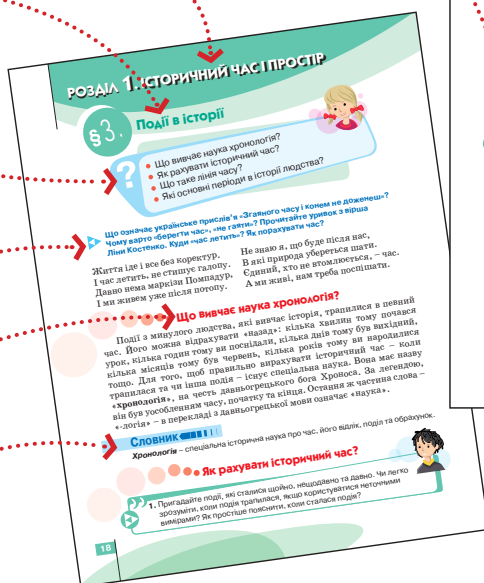 РОЗДІЛ 1. ІСТОРИЧНИЙ ЧАС І ПРОСТІР
§ 3. Події в історії
?
• Що вивчає наука хронологія?
• Як рахувати історичний час?
• Що таке лінія часу?
• Які основні періоди в історії людства?
Що означає українське прислів'я «Згаяного часу і конем не доженеш»?
Чому варто «берегти час», «не гаяти»? Прочитайте уривок з вірша
Ліни Костенко. Куди «час летить»? Як порахувати час?
Життя іде і все без коректур.
І час летить, не стишує галопу.
Давно нема маркізи Помпадур,
І ми живем уже після потопу.
Не знаю я, що буде після нас,
В які природа убереться шати.
Єдиний, хто не втомлюється, – час.
А ми живі, нам треба поспішати.
Що вивчає наука хронологія?
Події з минулого людства, які вивчає історія, трапилися в певний
час. Його можна відрахувати «назад»: кілька хвилин тому почався
урок, кілька годин тому ви поснідали, кілька днів тому був вихідний,
кілька місяців тому був червень, кілька років тому ви народилися
тощо. Для того, щоб правильно вирахувати історичний час – коли
трапилася та чи інша подія – існує спеціальна наука. Вона має назву
«хронологія», на честь давньогрецького бога Хроноса. За легендою,
він був уособленням часу, початку та кінця. Остання ж частина слова –
«-логія» – в перекладі з давньогрецької мови означає «наука».
Словник
Хронологія – спеціальна історична наука про час, його відлік, поділ та обрахунок.
Як рахувати історичний час?
1. Пригадайте події, які сталися щойно, нещодавно та давно. Чи легко
зрозуміти, коли подія трапилася, якщо користуватися неточними
вимірами? Як простіше пояснити, коли сталася подія?
18